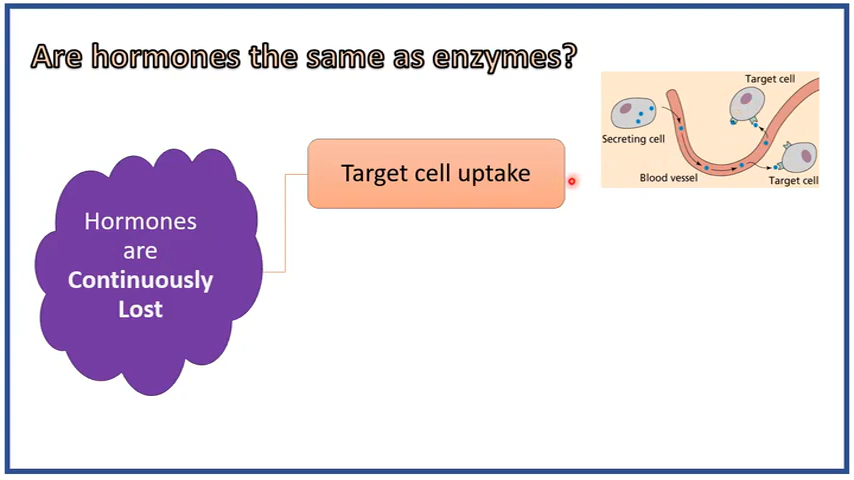 Are hormones the same as enzymes?
Target cell
Secreting cell
Target cell uptake
Blood vessel
Target cell
Hormones
are
Continuously
Lost